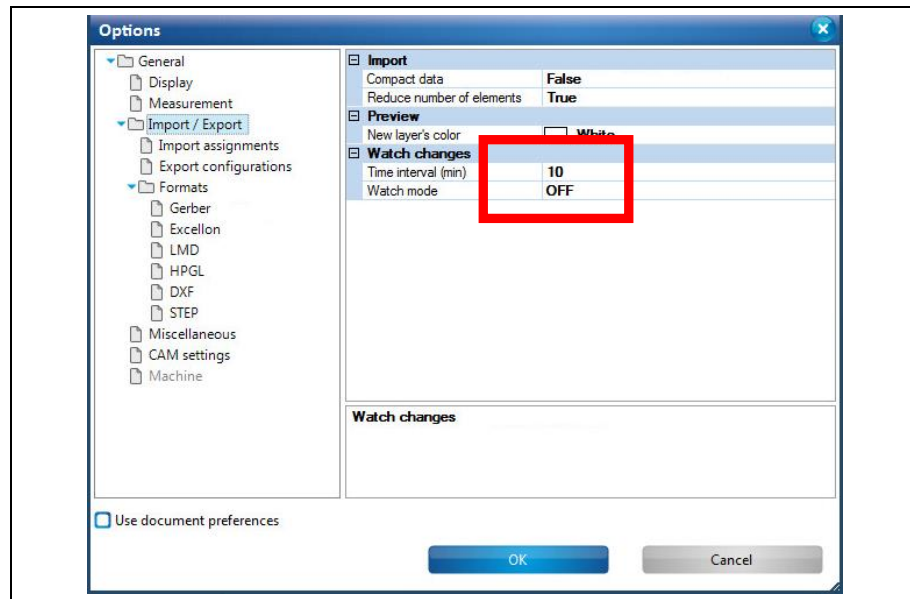 Options
General
Display
Measurement
Import / Export
Import assignments
Export configurations
Formats
Gerber
Excellon
LMD
HPGL
DXF
STEP
Miscellaneous
CAM settings
Machine
Import
Compact data False
Reduce number of elements True
Preview
New layer's color White
Watch changes
Time interval (min) 10
Watch mode OFF
Watch changes
Use document preferences
OK Cancel